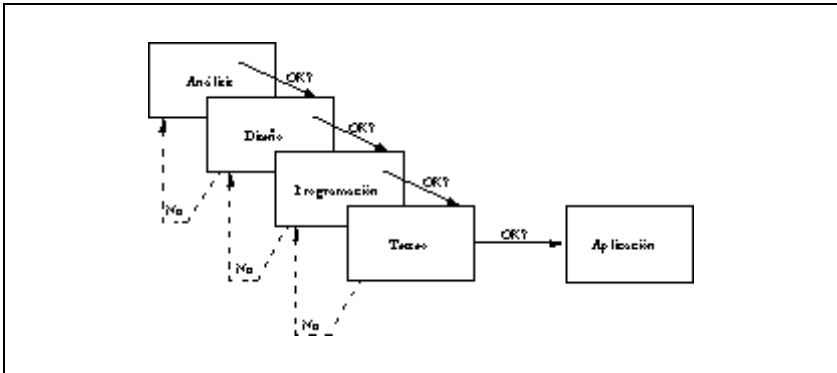 Análisis
OK?
Diseño
OK?
Programación
OK?
No
Testeo
OK?
Aplicación
No
No